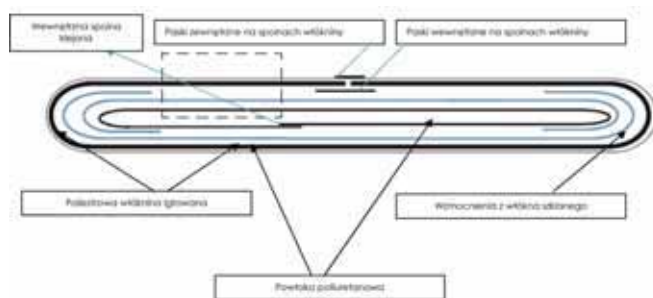 Wewnętrzna spoina
klejona
Paski zewnętrzne na spoinach włókniny
Paski wewnętrzne na spoinach włókniny
Poliestrowa włóknina igłowana
Wzmocnienia z włókna szklanego
Powłoka poliuretanowa